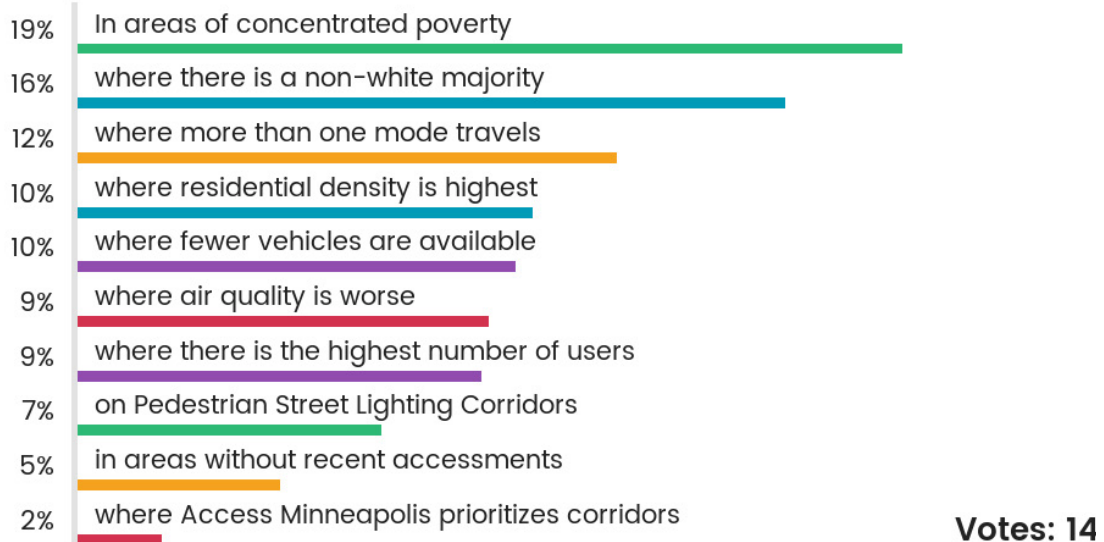 19% In areas of concentrated poverty
16% where there is a non-white majority
12% where more than one mode travels
10% where residential density is highest
10% where fewer vehicles are available
9% where air quality is worse
9% where there is the highest number of users
7% on Pedestrian Street Lighting Corridors
5% in areas without recent accessments
2% where Access Minneapolis prioritizes corridors
Votes: 14